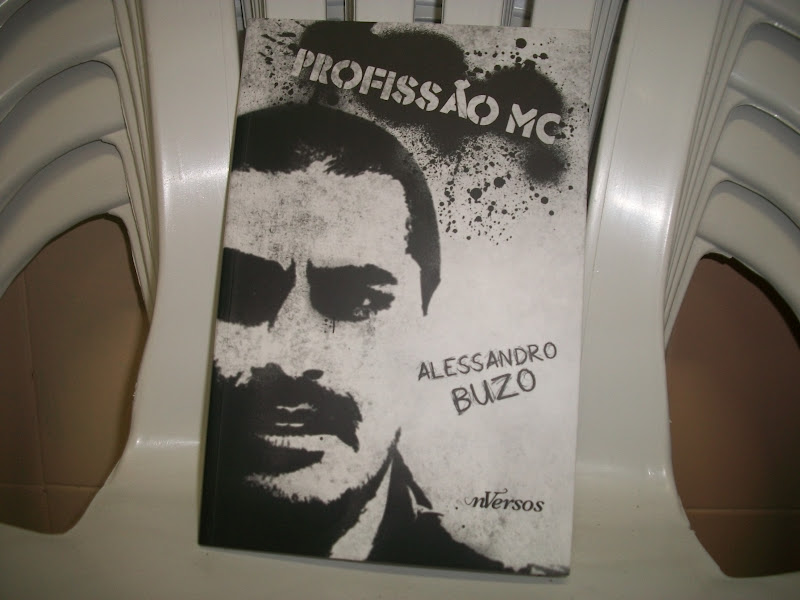 PROFISSÃO MC
ALESSANDRO
BUZO
nVersos